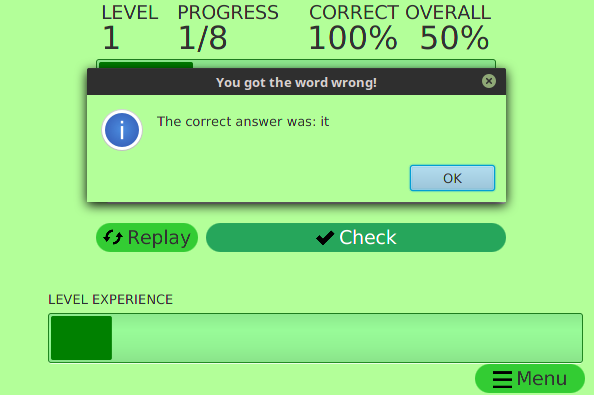 LEVEL PROGRESS CORRECT OVERALL
1 1/8 100% 50%
You got the word wrong!
The correct answer was: it
OK
Replay Check
LEVEL EXPERIENCE
Menu